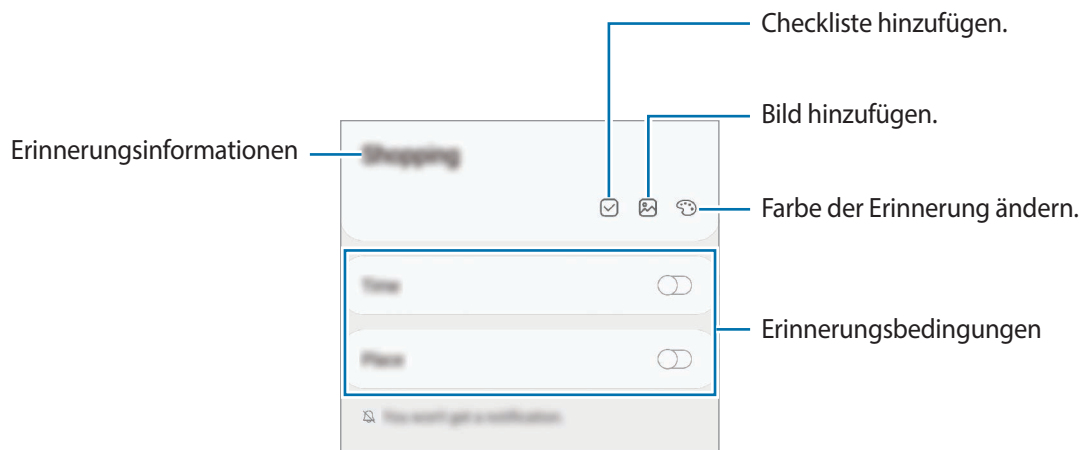 Checkliste hinzufügen.
Bild hinzufügen.
Erinnerungsinformationen
Shopping
Farbe der Erinnerung ändern.
Time
Erinnerungsbedingungen
Place
You won't get a notification.